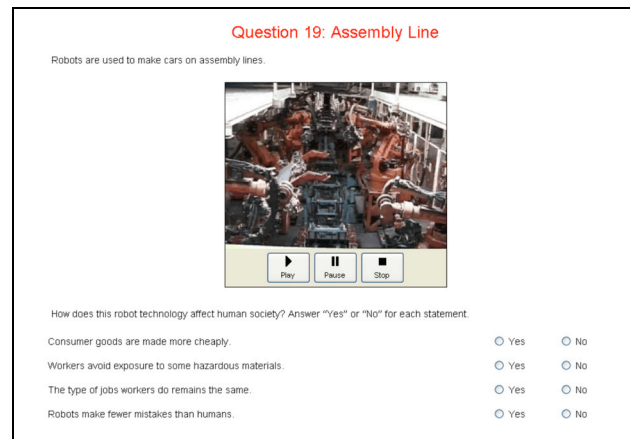 Question 19: Assembly Line
Robots are used to make cars on assembly lines.
Play Pause Stop
How does this robot technology affect human society? Answer "Yes" or "No" for each statement.
Consumer goods are made more cheaply. Yes No
Workers avoid exposure to some hazardous materials. Yes No
The type of jobs workers do remains the same. Yes No
Robots make fewer mistakes than humans. Yes No